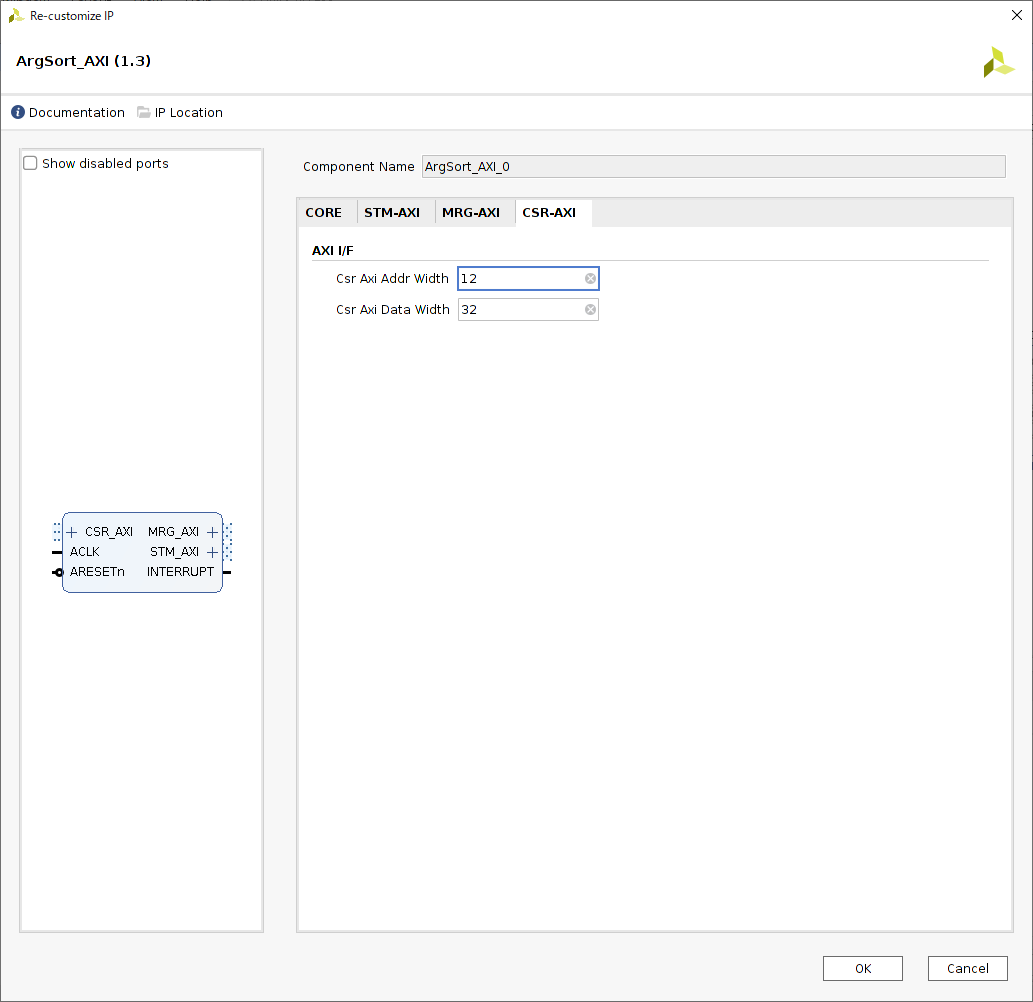 Re-customize IP
ArgSort_AXI (1.3)
Documentation IP Location
Show disabled ports
CSR_AXI MRG_AXI
ACLK STM_AXI
ARESETn INTERRUPT
Component Name ArgSort_AXI_0
CORE STM-AXI MRG-AXI CSR-AXI
AXI I/F
Csr Axi Addr Width 12
Csr Axi Data Width 32
OK Cancel